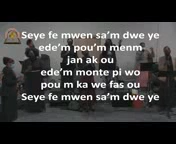 Seye fe mwen sa'm dwe ye
ede'm pou'm menm
jan ak ou
ede'm monte pi wo
pou m ka we fas ou
Seye fe mwen sa'm dwe ye